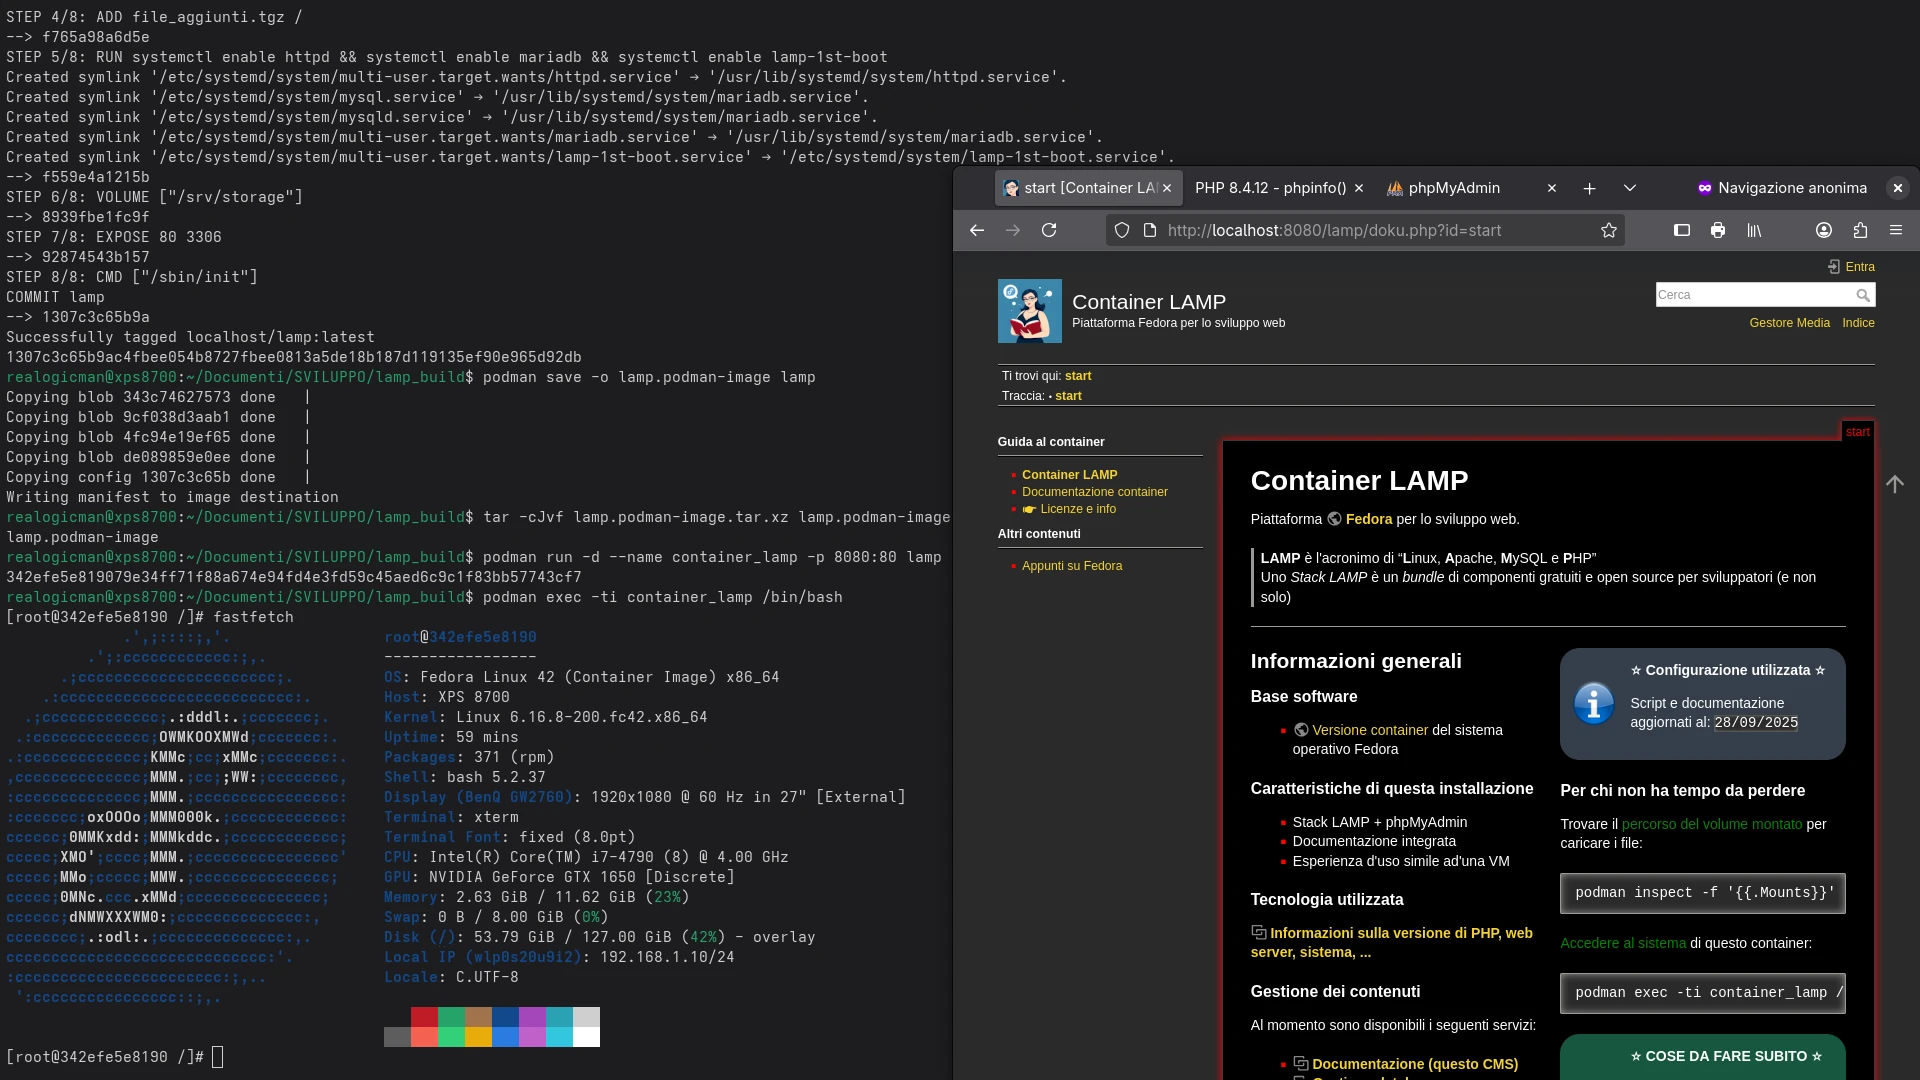 STEP 4/8: ADD file_aggiunti.tgz /
--> f765a98a6d5e
STEP 5/8: RUN systemctl enable httpd && systemctl enable mariadb && systemctl enable lamp-1st-boot
Created symlink '/etc/systemd/system/multi-user.target.wants/httpd.service' → '/usr/lib/systemd/system/httpd.service'.
Created symlink '/etc/systemd/system/mysql.service' → '/usr/lib/systemd/system/mariadb.service'.
Created symlink '/etc/systemd/system/mysqld.service' → '/usr/lib/systemd/system/mariadb.service'.
Created symlink '/etc/systemd/system/multi-user.target.wants/mariadb.service' → '/usr/lib/systemd/system/mariadb.service'.
Created symlink '/etc/systemd/system/multi-user.target.wants/lamp-1st-boot.service' → '/etc/systemd/system/lamp-1st-boot.service'.
--> f559e4a1215b
STEP 6/8: VOLUME ["/srv/storage"]
--> 8939fbe1fc9f
STEP 7/8: EXPOSE 80 3306
--> 92874543b157
STEP 8/8: CMD ["/sbin/init"]
COMMIT lamp
--> 1307c3c65b9a
Successfully tagged localhost/lamp:latest
1307c3c65b9ac4fbee054b8727fbee0813a5de18b187d119135ef90e965d92db
realogicman@xps8700:~/Documenti/SVILUPPO/lamp_build$ podman save -o lamp.podman-image lamp
Copying blob 343c74627573 done   |
Copying blob 9cf038d3aab1 done   |
Copying blob 4fc94e19ef65 done   |
Copying blob de089859e0ee done   |
Copying config 1307c3c65b done   |
Writing manifest to image destination
realogicman@xps8700:~/Documenti/SVILUPPO/lamp_build$ tar -cJvf lamp.podman-image.tar.xz lamp.podman-image
lamp.podman-image
realogicman@xps8700:~/Documenti/SVILUPPO/lamp_build$ podman run -d --name container_lamp -p 8080:80 lamp
342efe5e819079e34ff71f88a674e94fd4e3fd59c45aed6c9c1f83bb57743cf7
realogicman@xps8700:~/Documenti/SVILUPPO/lamp_build$ podman exec -ti container_lamp /bin/bash
[root@342efe5e8190 /]# fastfetch
root@342efe5e8190
-----------------
OS: Fedora Linux 42 (Container Image) x86_64
Host: XPS 8700
Kernel: Linux 6.16.8-200.fc42.x86_64
Uptime: 59 mins
Packages: 371 (rpm)
Shell: bash 5.2.37
Display (BenQ GW2760): 1920x1080 @ 60 Hz in 27" [External]
Terminal: xterm
Terminal Font: fixed (8.0pt)
CPU: Intel(R) Core(TM) i7-4790 (8) @ 4.00 GHz
GPU: NVIDIA GeForce GTX 1650 [Discrete]
Memory: 2.63 GiB / 11.62 GiB (23%)
Swap: 0 B / 8.00 GiB (0%)
Disk (/): 53.79 GiB / 127.00 GiB (42%) - overlay
Local IP (wlp0s20u9i2): 192.168.1.10/24
Locale: C.UTF-8
[root@342efe5e8190 /]#
start [Container LA
PHP 8.4.12 - phpinfo()
phpMyAdmin
Navigazione anonima
http://localhost:8080/lamp/doku.php?id=start
Entra
Container LAMP
Piattaforma Fedora per lo sviluppo web
Cerca
Gestore Media Indice
Ti trovi qui: start
Traccia: • start
Guida al container
Container LAMP
Documentazione container
Licenze e info
Altri contenuti
Appunti su Fedora
start
Container LAMP
Piattaforma Fedora per lo sviluppo web.
LAMP è l'acronimo di “Linux, Apache, MySQL e PHP”
Uno Stack LAMP è un bundle di componenti gratuiti e open source per sviluppatori (e non
solo)
Informazioni generali
Base software
Versione container del sistema
operativo Fedora
Caratteristiche di questa installazione
Stack LAMP + phpMyAdmin
Documentazione integrata
Esperienza d'uso simile ad'una VM
Tecnologia utilizzata
Informazioni sulla versione di PHP, web
server, sistema, ...
Gestione dei contenuti
Al momento sono disponibili i seguenti servizi:
Documentazione (questo CMS)
☆ Configurazione utilizzata ☆
Script e documentazione
aggiornati al: 28/09/2025
Per chi non ha tempo da perdere
Trovare il percorso del volume montato per
caricare i file:
podman inspect -f '{{.Mounts}}'
Accedere al sistema di questo container:
podman exec -ti container_lamp /
☆ COSE DA FARE SUBITO ☆